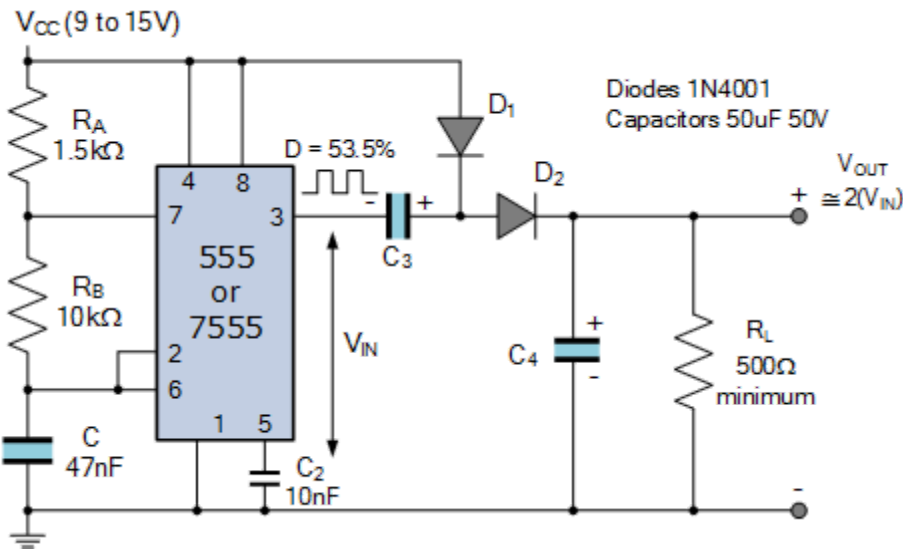 VCC (9 to 15V)
RA
1.5kΩ
D = 53.5%
D1
Diodes 1N4001
Capacitors 50uF 50V
D2
VOUT
≅2(VIN)
+
4
8
7
3
-
+
C3
555
or
7555
RB
10kΩ
VIN
2
6
C4
+
-
RL
500Ω
minimum
1
5
C
47nF
C2
10nF
-